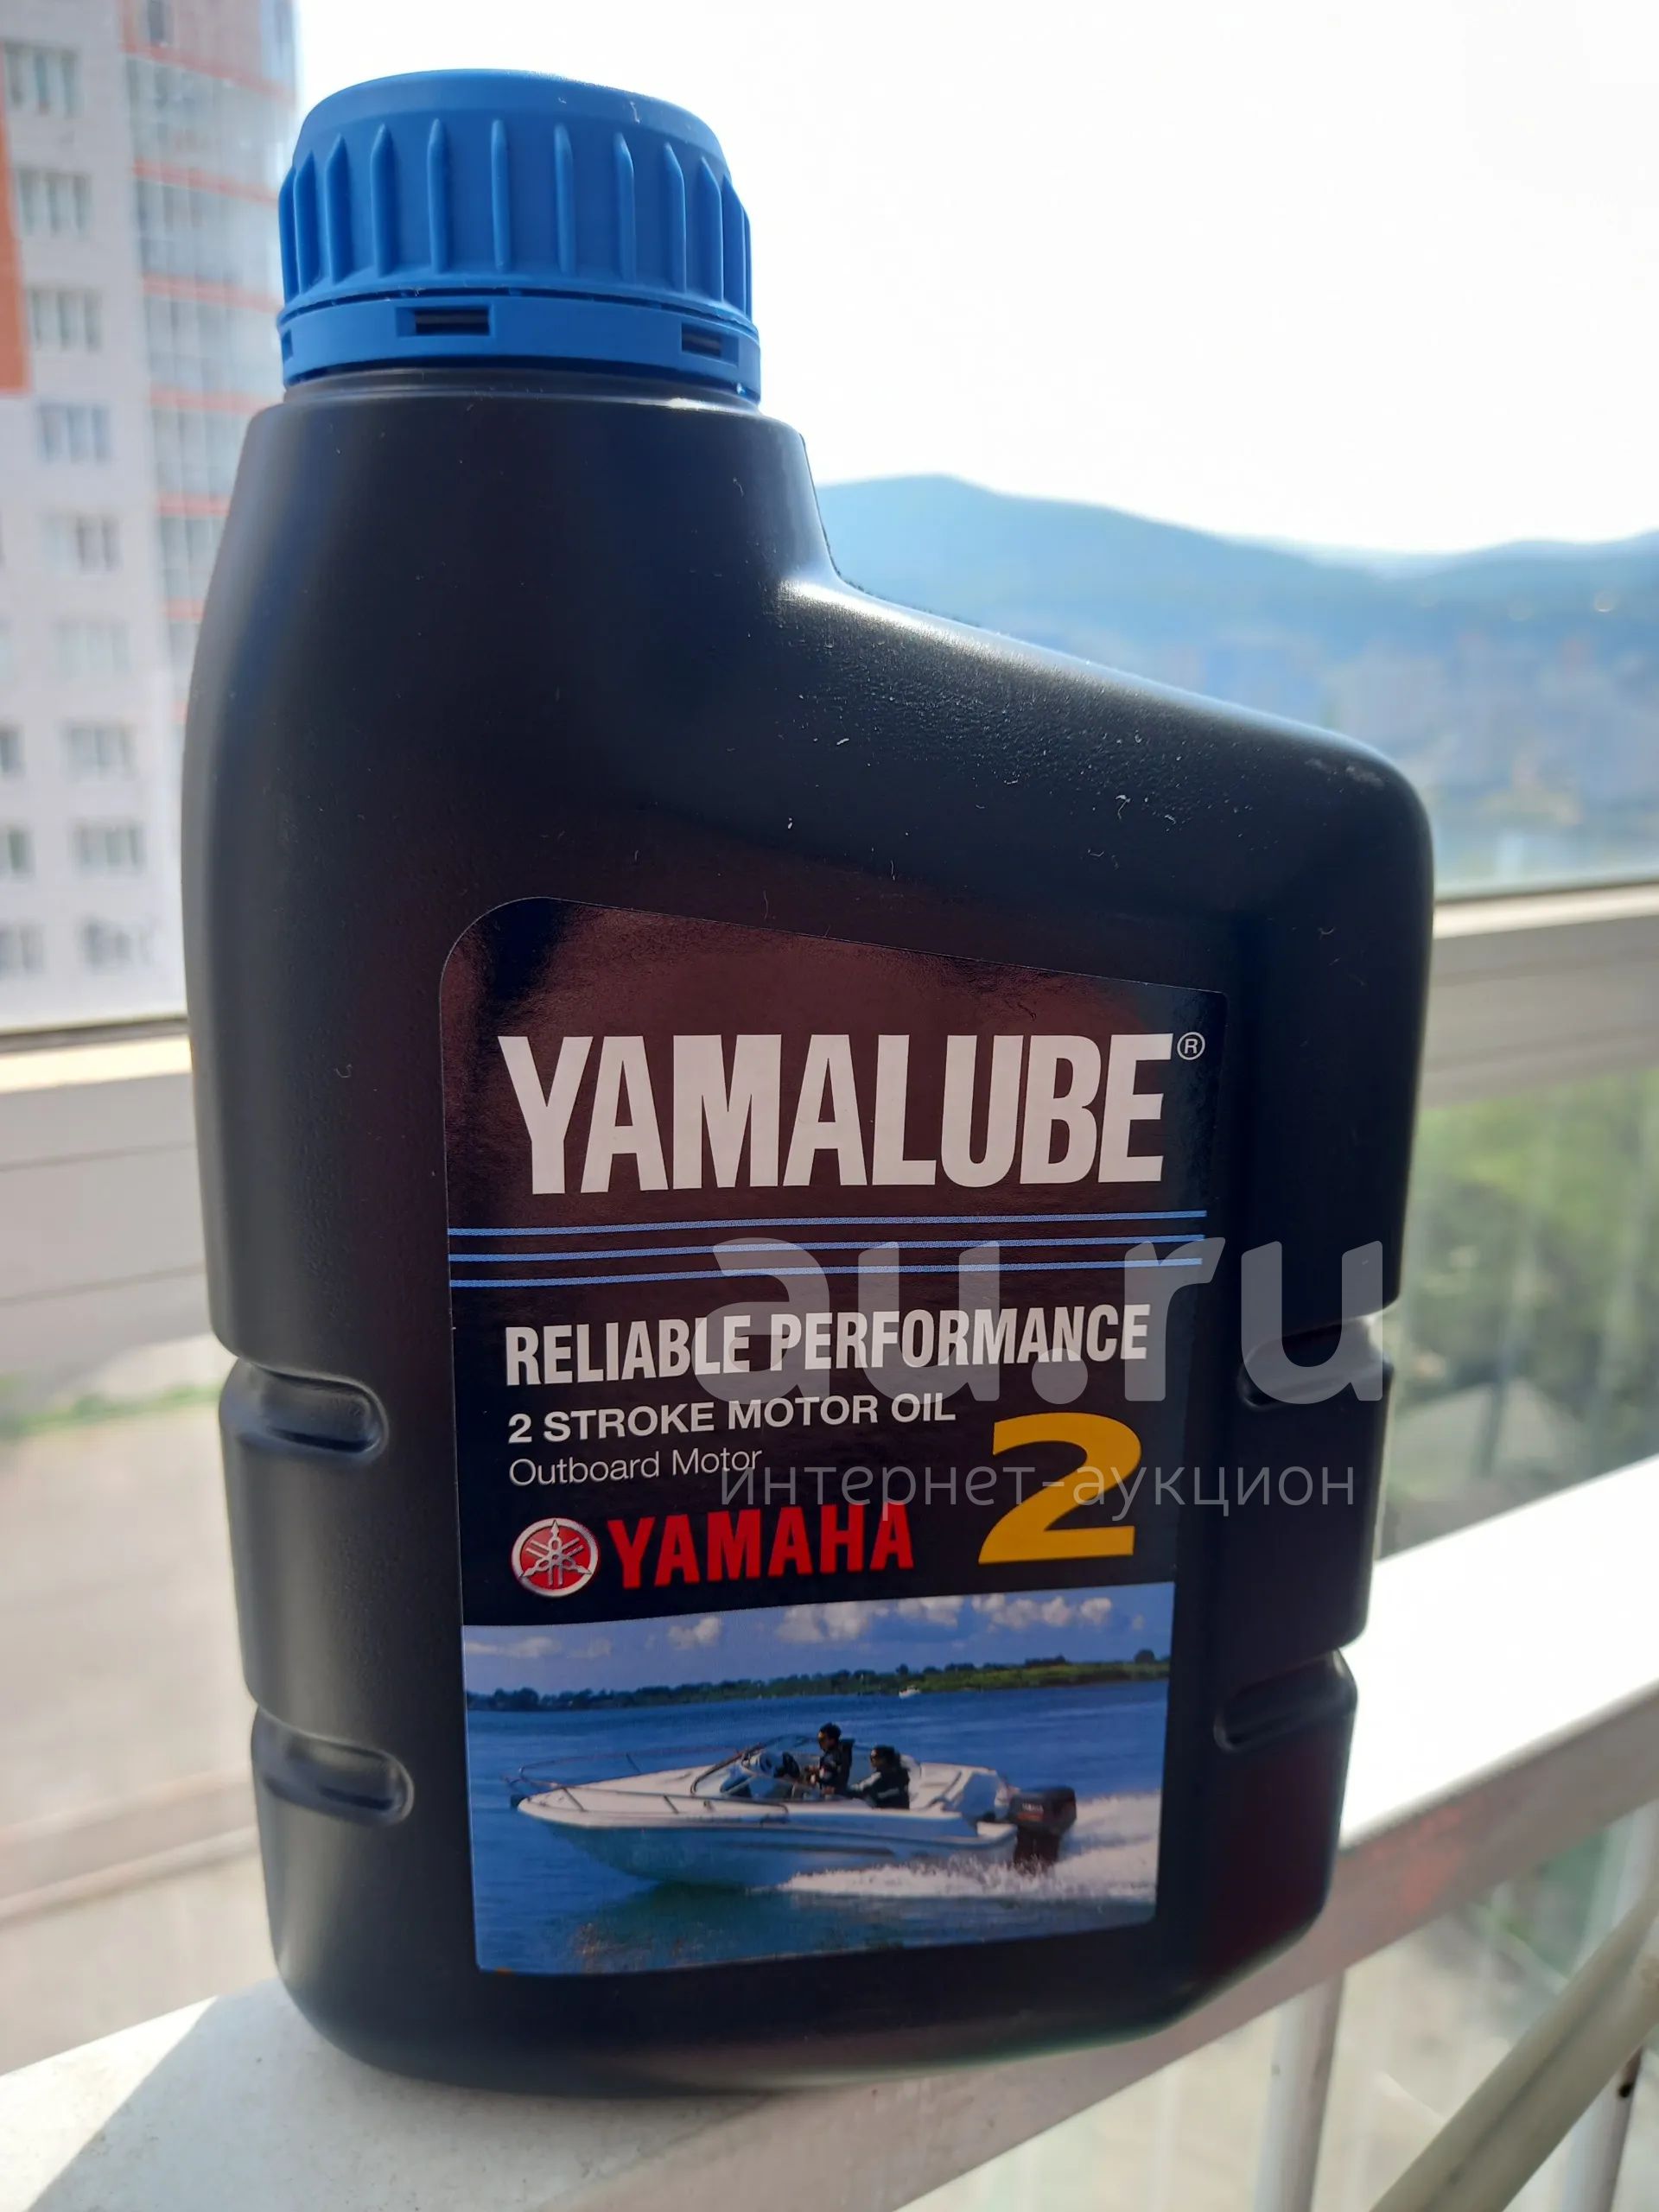 YAMALUBE®
au.ru
RELIABLE PERFORMANCE
2 STROKE MOTOR OIL
Outboard Motor
2
интернет-аукцион
YAMAHA